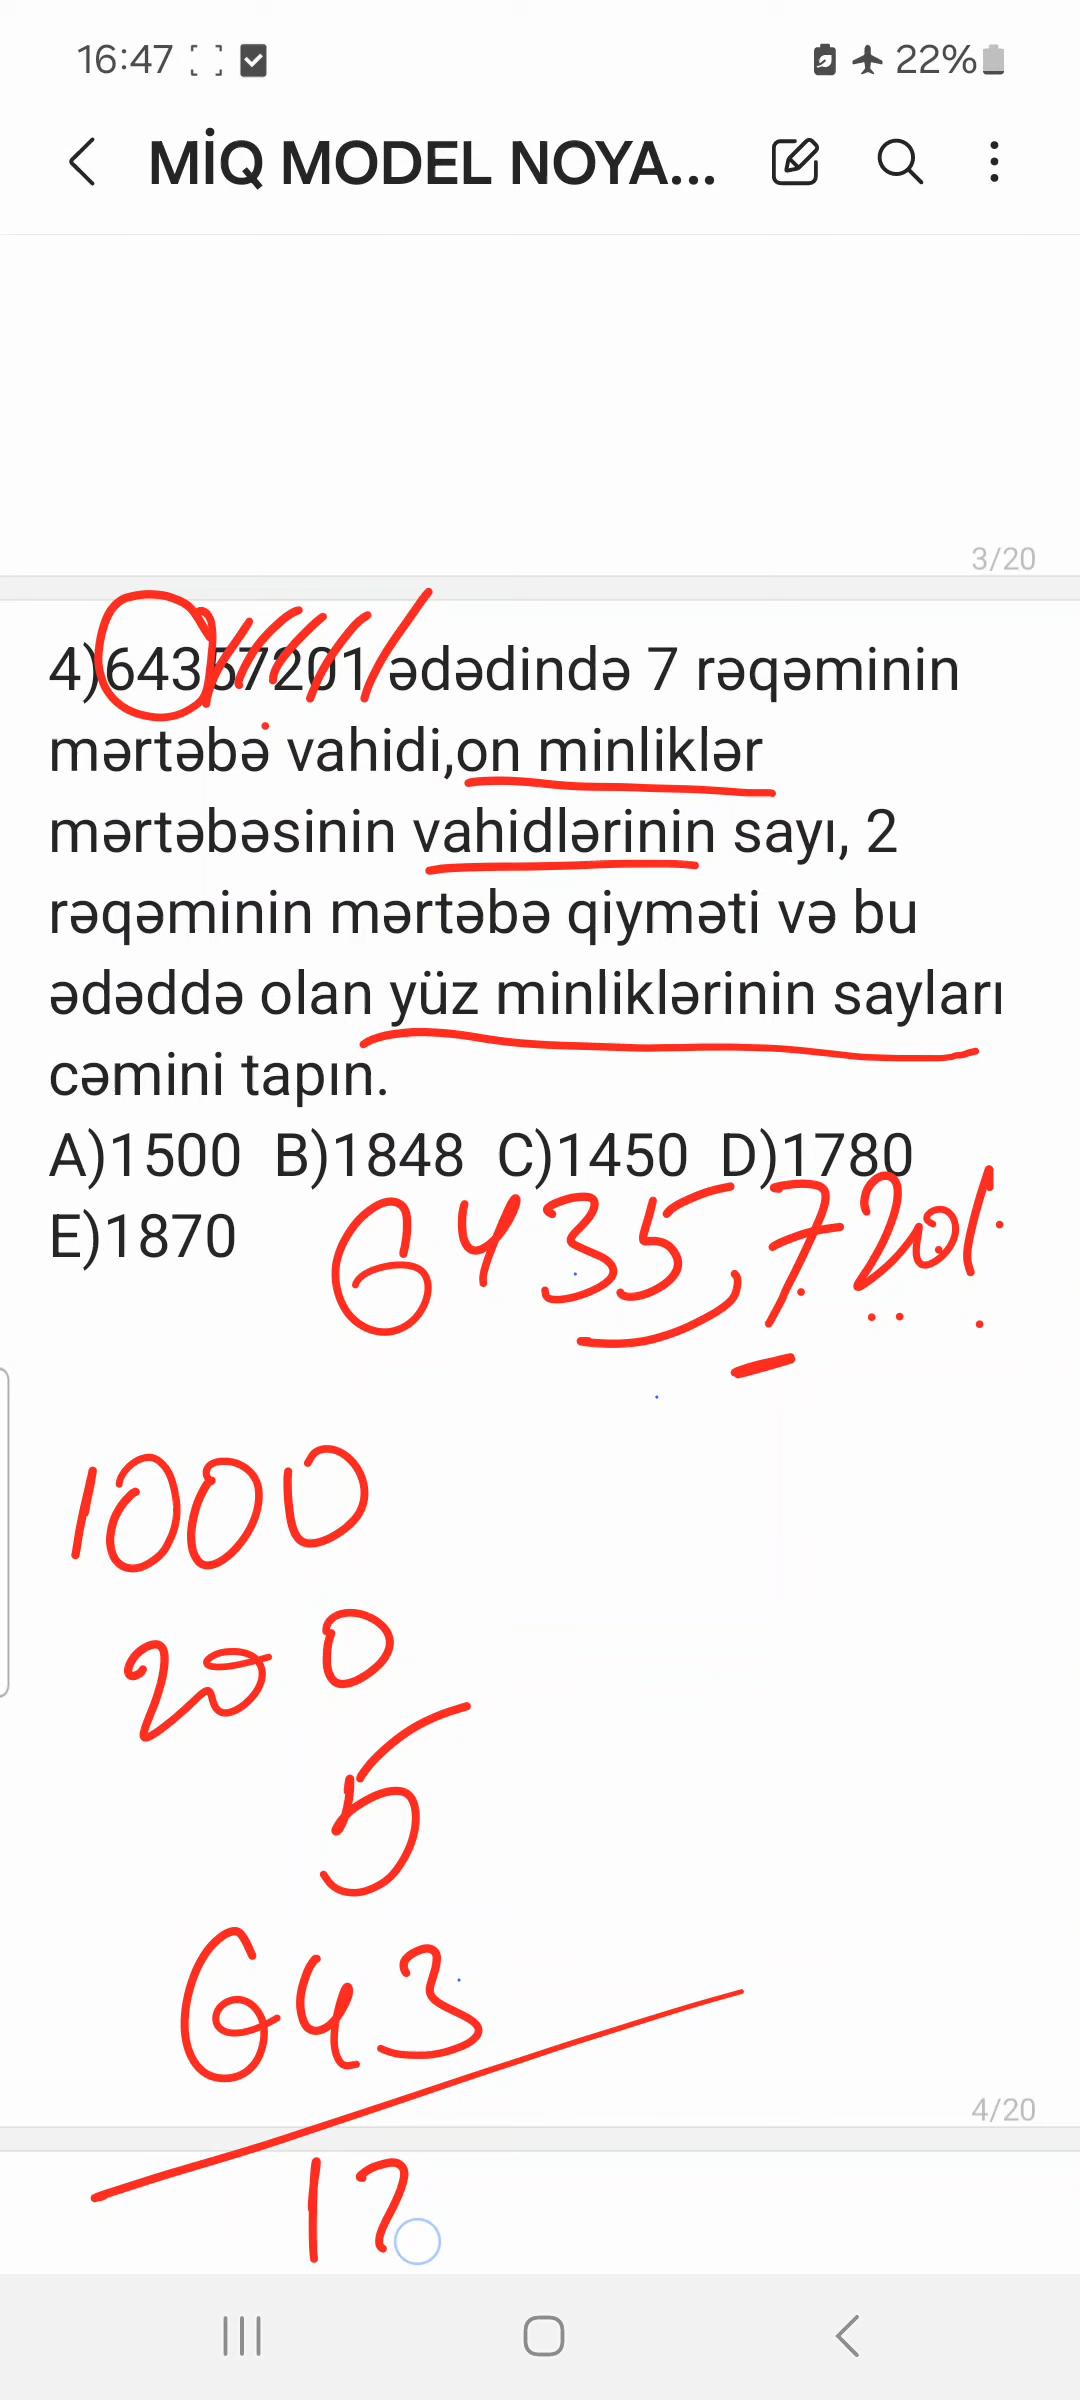 16:47
22%
MİQ MODEL NOYA...
3/20
4)64357201 ədədində 7 rəqəminin
mərtəbə vahidi,on minliklər
mərtəbəsinin vahidlərinin sayı, 2
rəqəminin mərtəbə qiyməti və bu
ədəddə olan yüz minliklərinin sayları
cəmini tapın.
A)1500 B)1848 C)1450 D)1780
E)1870
6435,7201
1000
200
5
643
4/20